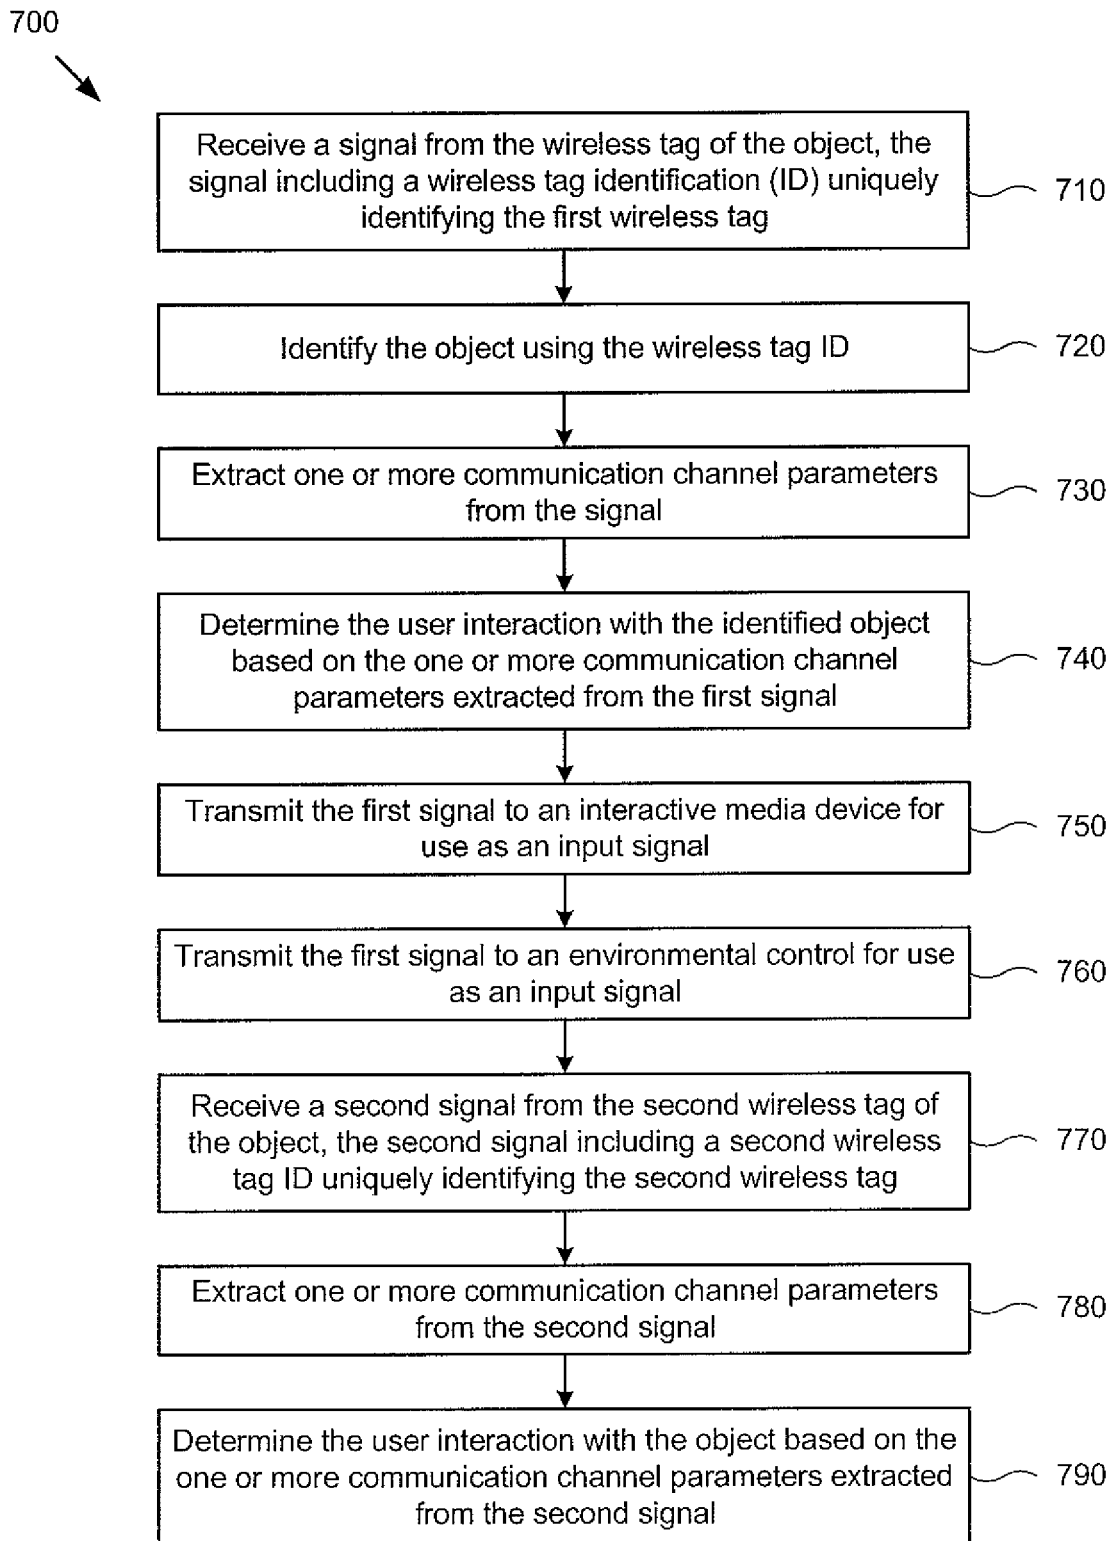 700
Receive a signal from the wireless tag of the object, the
signal including a wireless tag identification (ID) uniquely
identifying the first wireless tag
710
Identify the object using the wireless tag ID
720
Extract one or more communication channel parameters
from the signal
730
Determine the user interaction with the identified object
based on the one or more communication channel
parameters extracted from the first signal
740
Transmit the first signal to an interactive media device for
use as an input signal
750
Transmit the first signal to an environmental control for use
as an input signal
760
Receive a second signal from the second wireless tag of
the object, the second signal including a second wireless
tag ID uniquely identifying the second wireless tag
770
Extract one or more communication channel parameters
from the second signal
780
Determine the user interaction with the object based on the
one or more communication channel parameters extracted
from the second signal
790